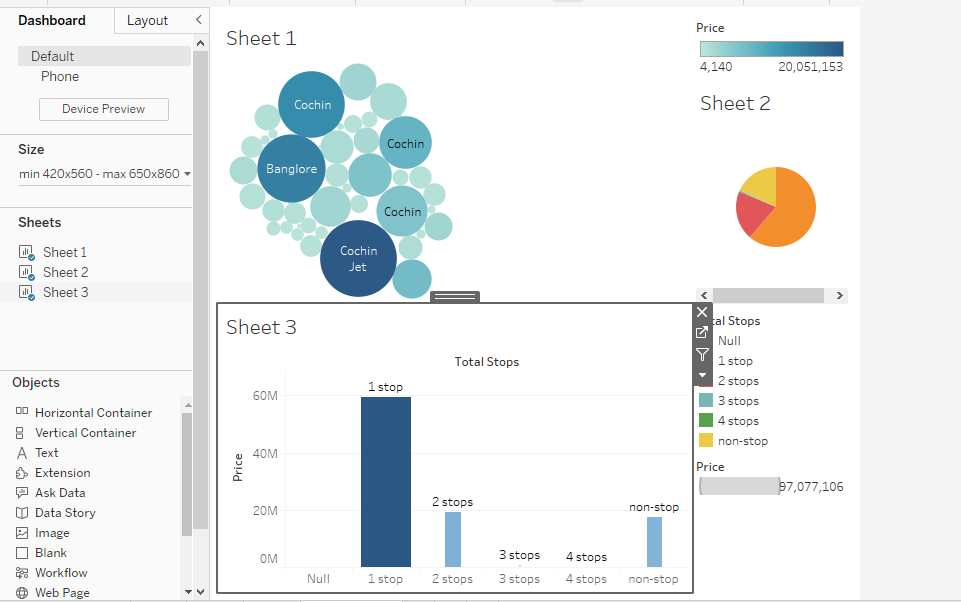 Dashboard
Layout
Default
Phone
Device Preview
Size
min 420x560 - max 650x860
Sheets
Sheet 1
Sheet 2
Sheet 3
Objects
Horizontal Container
Vertical Container
Text
Extension
Ask Data
Data Story
Image
Blank
Workflow
Web Page
Sheet 1
Cochin
Cochin
Banglore
Cochin
Cochin
Jet
Price
4,140 20,051,153
Sheet 2
Sheet 3
Total Stops
Price
60M
40M
20M
0M
1 stop
2 stops
3 stops
4 stops
non-stop
Null 1 stop 2 stops 3 stops 4 stops non-stop
tal Stops
Null
1 stop
2 stops
3 stops
4 stops
non-stop
Price
97,077,106